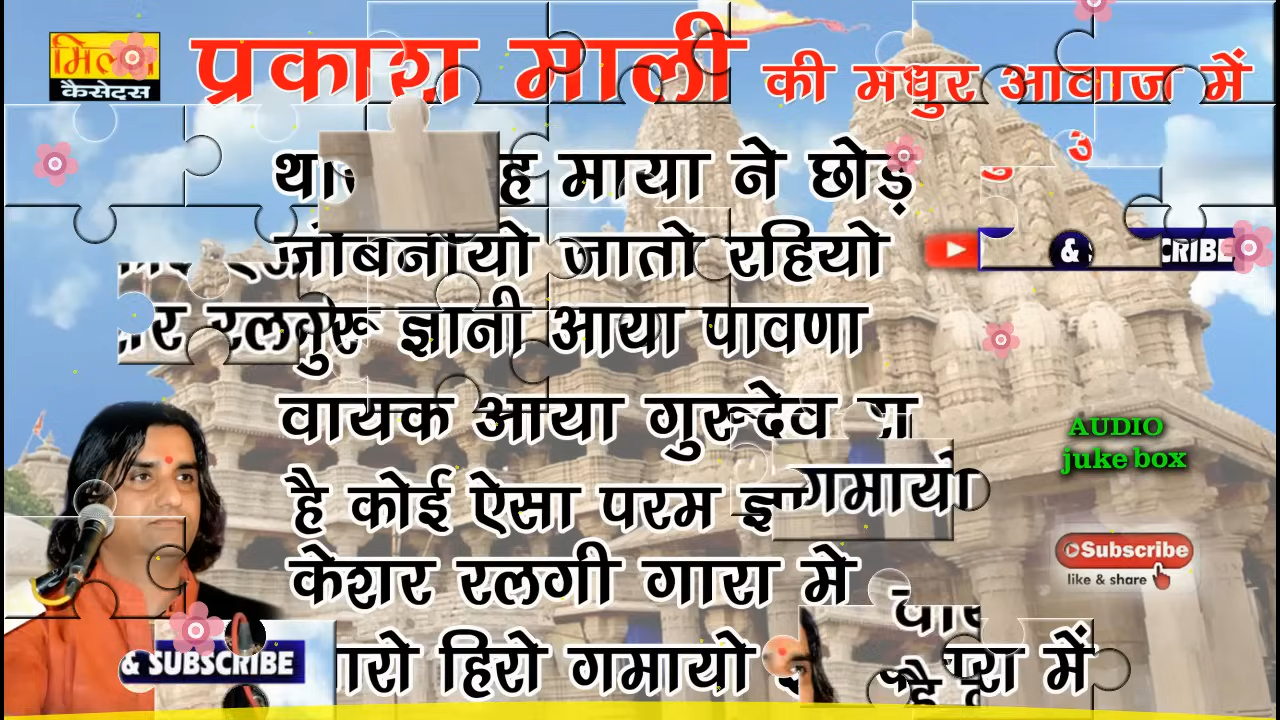 कैसेट्स
प्रकाश माली की मधुर आवाज में
माया ने छोड़
जोबनीयो जातो रहियो
गुरू ज्ञानी आया पावणा
वायक आया गुरूदेव रा
है कोई ऐसा परम
गमायो
केशर रलगी गारा मे
हिरो गमायो
में
AUDIO
juke box
Subscribe
like & share
& SUBSCRIBE